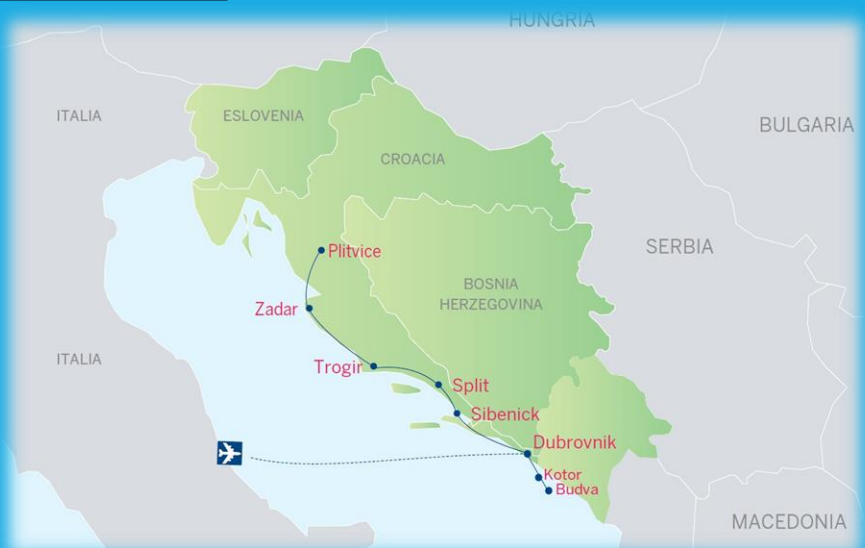 HUNGRIA
ITALIA
ESLOVENIA
BULGARIA
CROACIA
SERBIA
Plitvice
BOSNIA
HERZEGOVINA
Zadar
ITALIA
Trogir
Split
Sibenick
Dubrovnik
Kotor
Budva
MACEDONIA